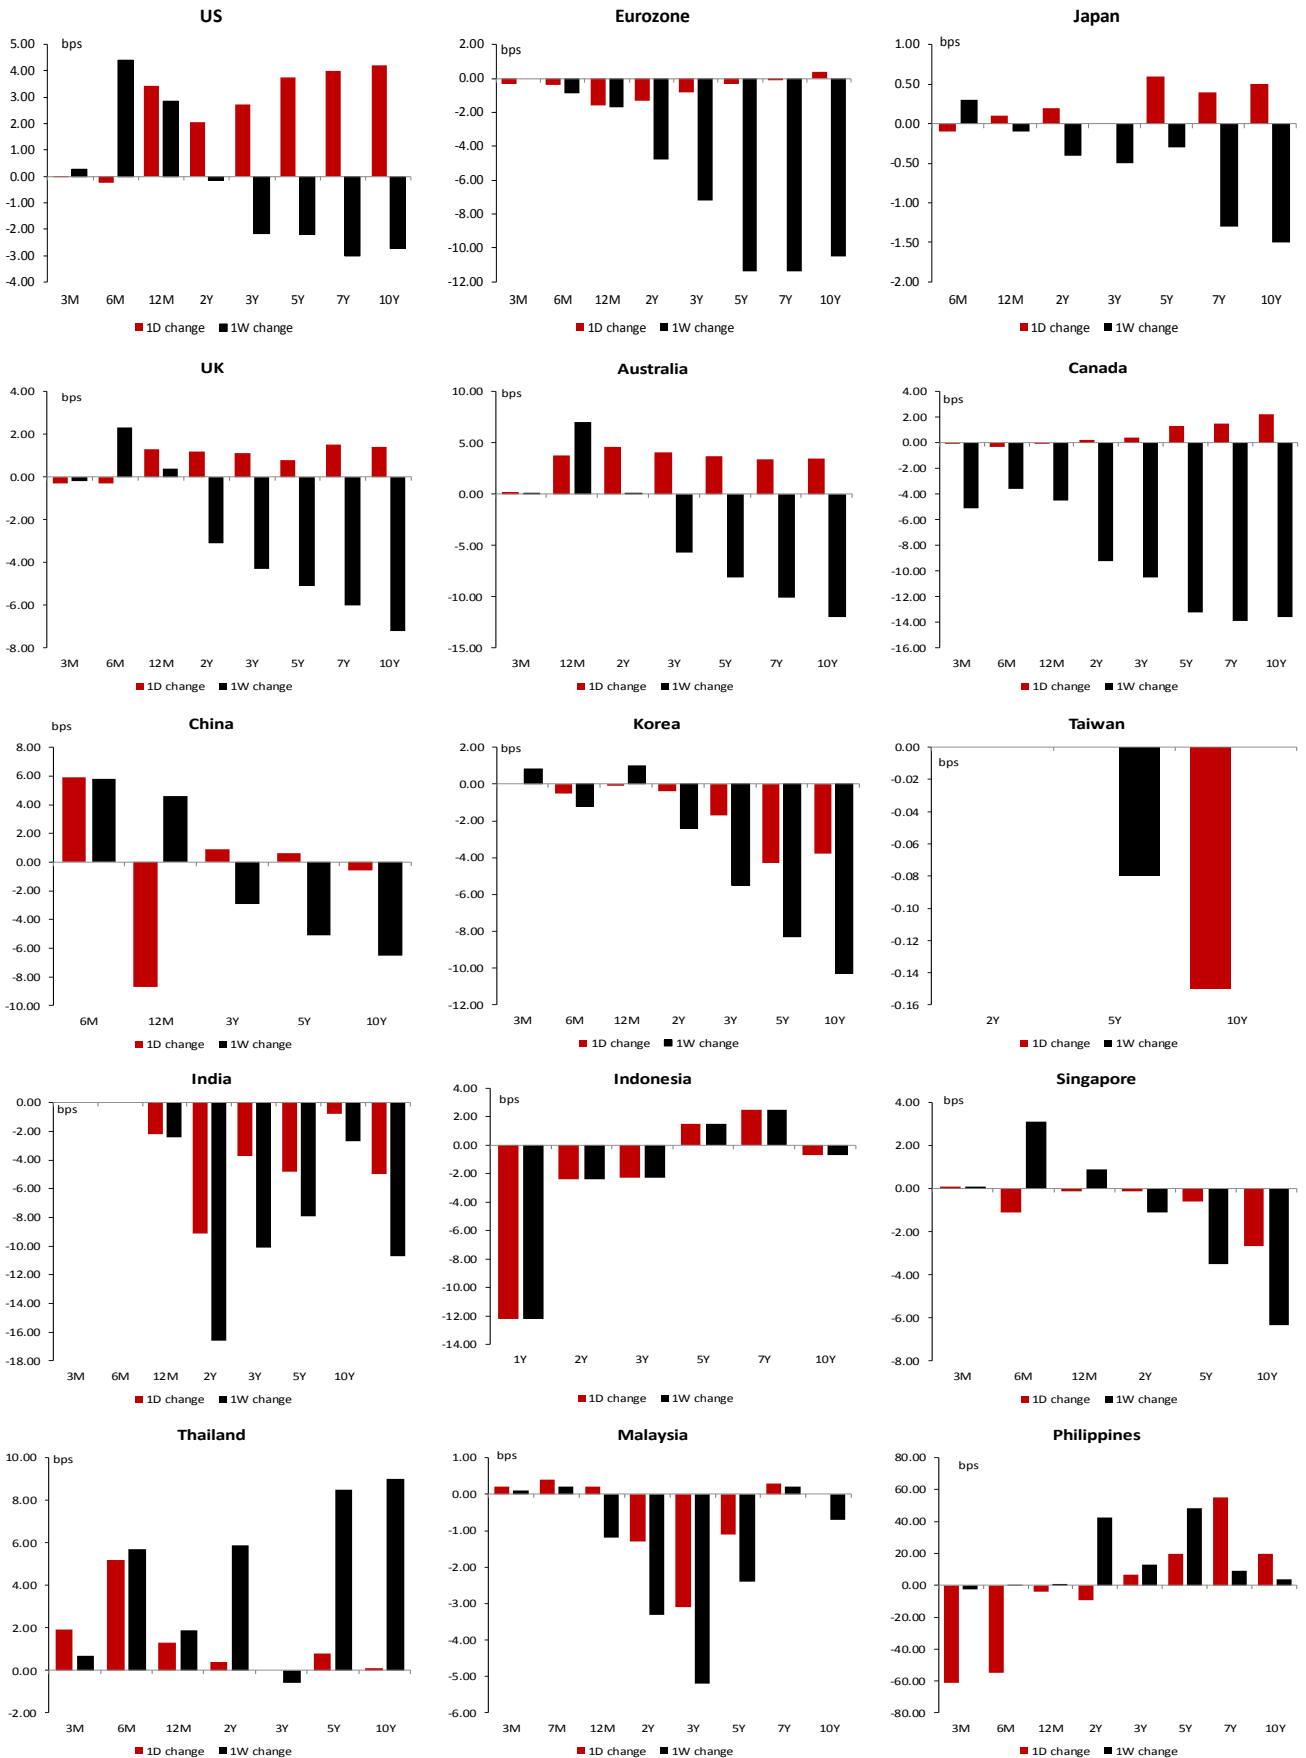 US
bps
5.00
4.00
3.00
2.00
1.00
0.00
-1.00
-2.00
-3.00
-4.00
3M 6M 12M 2Y 3Y 5Y 7Y 10Y
1D change 1W change
Eurozone
bps
2.00
0.00
-2.00
-4.00
-6.00
-8.00
-10.00
-12.00
3M 6M 12M 2Y 3Y 5Y 7Y 10Y
1D change 1W change
Japan
bps
1.00
0.50
0.00
-0.50
-1.00
-1.50
-2.00
6M 12M 2Y 3Y 5Y 7Y 10Y
1D change 1W change
UK
bps
4.00
2.00
0.00
-2.00
-4.00
-6.00
-8.00
3M 6M 12M 2Y 3Y 5Y 7Y 10Y
1D change 1W change
Australia
bps
10.00
5.00
0.00
-5.00
-10.00
-15.00
3M 12M 2Y 3Y 5Y 7Y 10Y
1D change 1W change
Canada
bps
4.00
2.00
0.00
-2.00
-4.00
-6.00
-8.00
-10.00
-12.00
-14.00
-16.00
3M 6M 12M 2Y 3Y 5Y 7Y 10Y
1D change 1W change
China
bps
8.00
6.00
4.00
2.00
0.00
-2.00
-4.00
-6.00
-8.00
-10.00
6M 12M 3Y 5Y 10Y
1D change 1W change
Korea
bps
2.00
0.00
-2.00
-4.00
-6.00
-8.00
-10.00
-12.00
3M 6M 12M 2Y 3Y 5Y 10Y
1D change 1W change
Taiwan
0.00
bps
-0.02
-0.04
-0.06
-0.08
-0.10
-0.12
-0.14
-0.16
2Y 5Y 10Y
1D change 1W change
India
0.00
bps
-2.00
-4.00
-6.00
-8.00
-10.00
-12.00
-14.00
-16.00
-18.00
3M 6M 12M 2Y 3Y 5Y 10Y
1D change 1W change
Indonesia
4.00
bps
2.00
0.00
-2.00
-4.00
-6.00
-8.00
-10.00
-12.00
-14.00
1Y 2Y 3Y 5Y 7Y 10Y
1D change 1W change
Singapore
4.00
bps
2.00
0.00
-2.00
-4.00
-6.00
-8.00
3M 6M 12M 2Y 5Y 10Y
1D change 1W change
Thailand
10.00
bps
8.00
6.00
4.00
2.00
0.00
-2.00
3M 6M 12M 2Y 3Y 5Y 10Y
1D change 1W change
Malaysia
bps
1.00
0.00
-1.00
-2.00
-3.00
-4.00
-5.00
-6.00
3M 7M 12M 2Y 3Y 5Y 7Y 10Y
1D change 1W change
Philippines
80.00
bps
60.00
40.00
20.00
0.00
-20.00
-40.00
-60.00
-80.00
3M 6M 12M 2Y 3Y 5Y 7Y 10Y
1D change 1W change